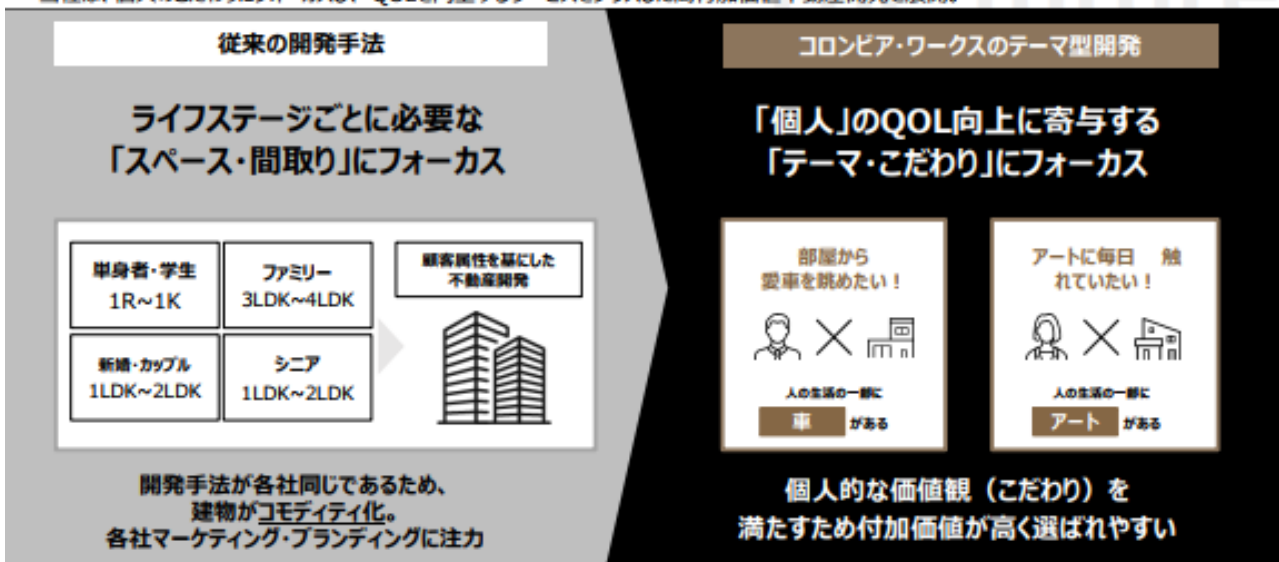 従来の開発手法
ライフステージごとに必要な
「スペース・間取り」にフォーカス
単身者・学生
1R~1K
ファミリー
3LDK~4LDK
新婚・カップル
1LDK~2LDK
シニア
1LDK~2LDK
顧客属性を基にした
不動産開発
開発手法が各社同じであるため、
建物がコモディティ化。
各社マーケティング・ブランディングに注力
コロンビア・ワークスのテーマ型開発
「個人」のQOL向上に寄与する
「テーマ・こだわり」にフォーカス
部屋から
愛車を眺めたい！
人の生活の一部に
車 がある
アートに毎日 触
れていたい！
人の生活の一部に
アート がある
個人的な価値観（こだわり）を
満たすため付加価値が高く選ばれやすい